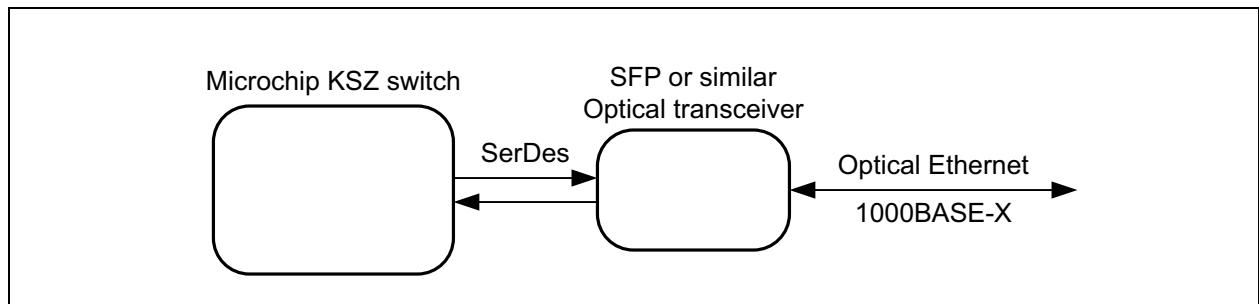 Microchip KSZ switch
SFP or similar
Optical transceiver
SerDes
Optical Ethernet
1000BASE-X